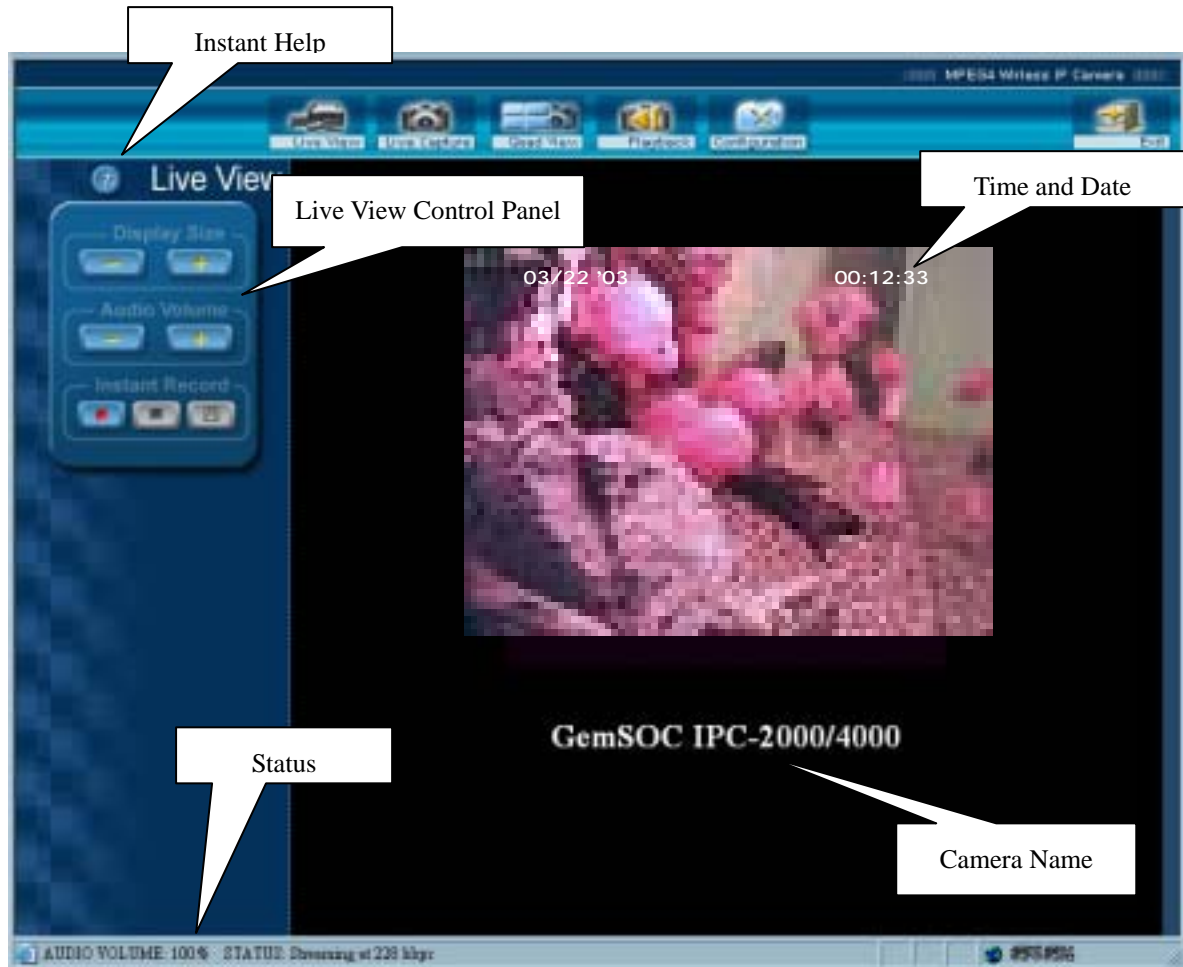 Instant Help
MPEG4 Wirless IP Camera
Live View
Live Capture
Quad View
Playback
Configuration
Exit
? Live View
Time and Date
Live View Control Panel
Display Size
- +
03/22 '03 00:12:33
Audio Volume
- +
Instant Record
GemSOC IPC-2000/4000
Status
Camera Name
AUDIO VOLUME: 100% STATUS: Streaming at 228 kbps